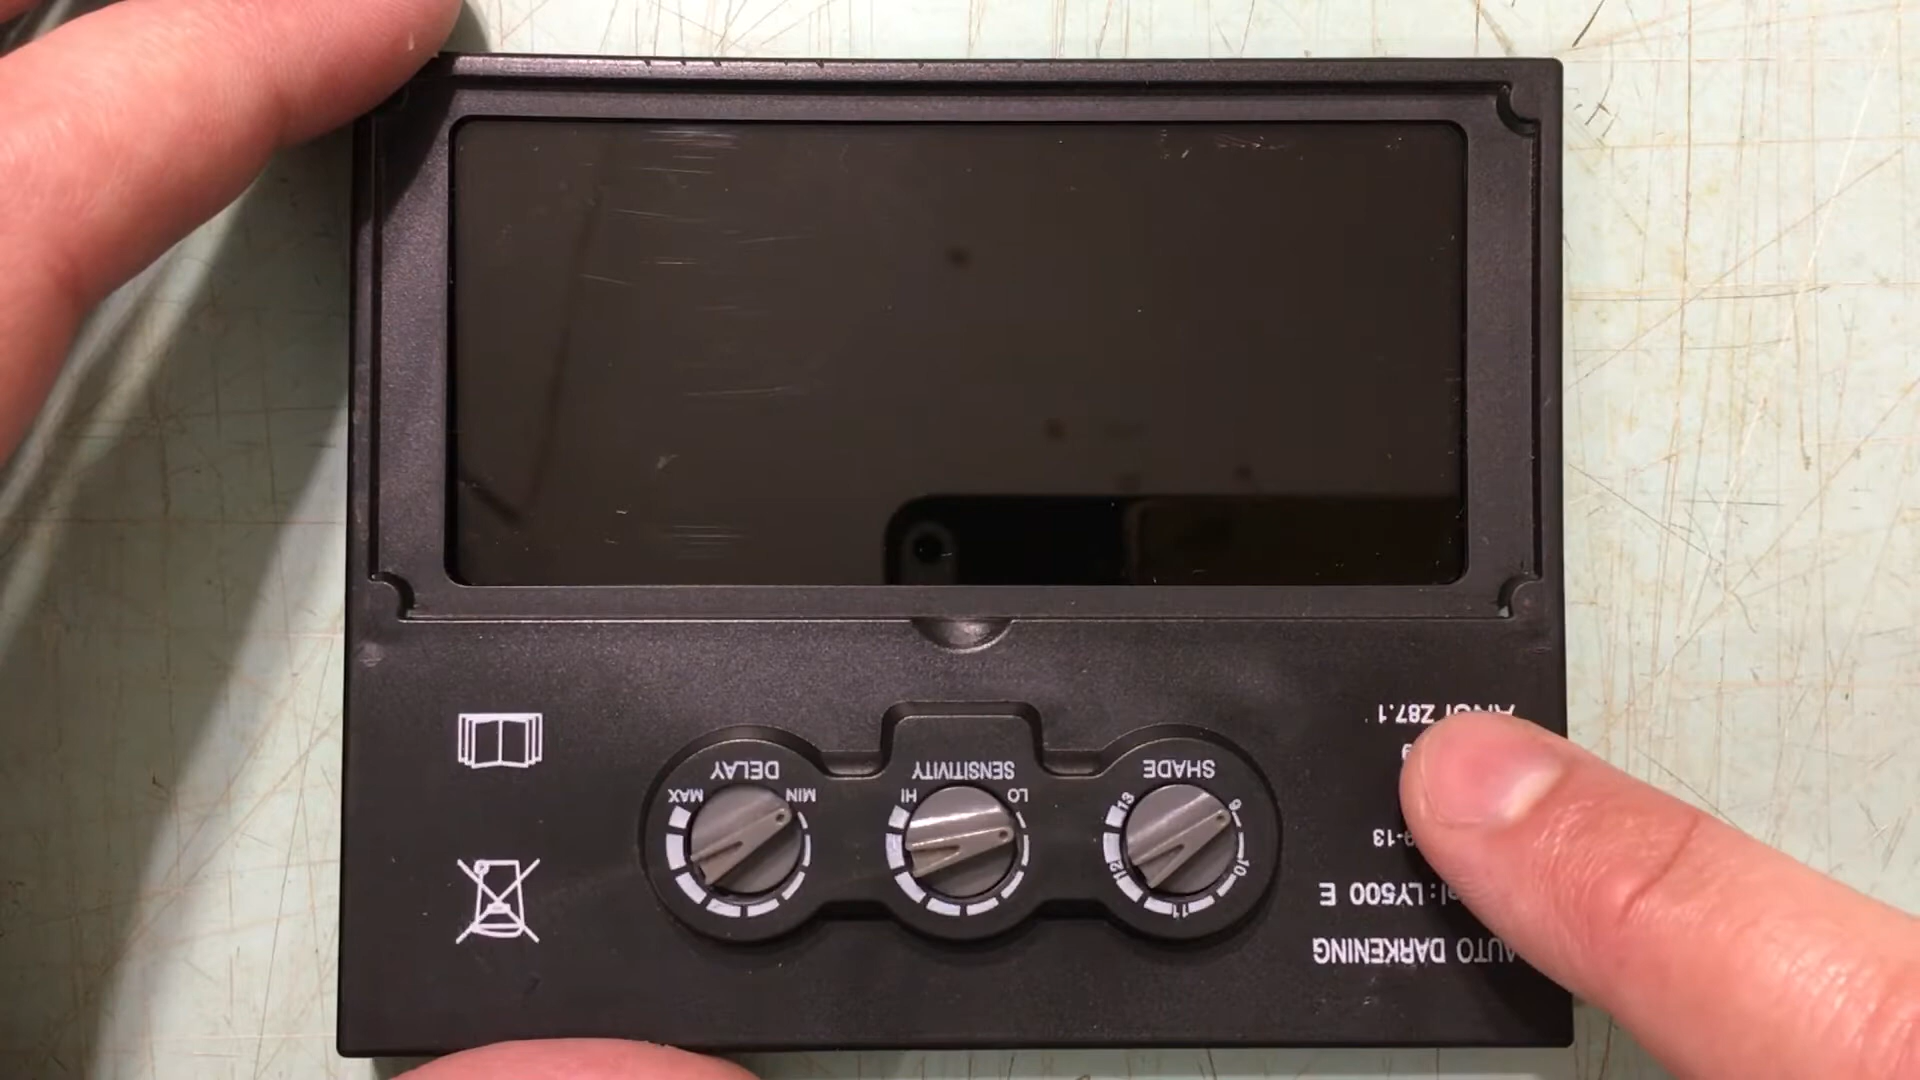 AUTO DARKENING
LY500 E
9-13
ANSI Z87.1
11
10 12
9 13
SHADE
LO HI
SENSITIVITY
MIN MAX
DELAY